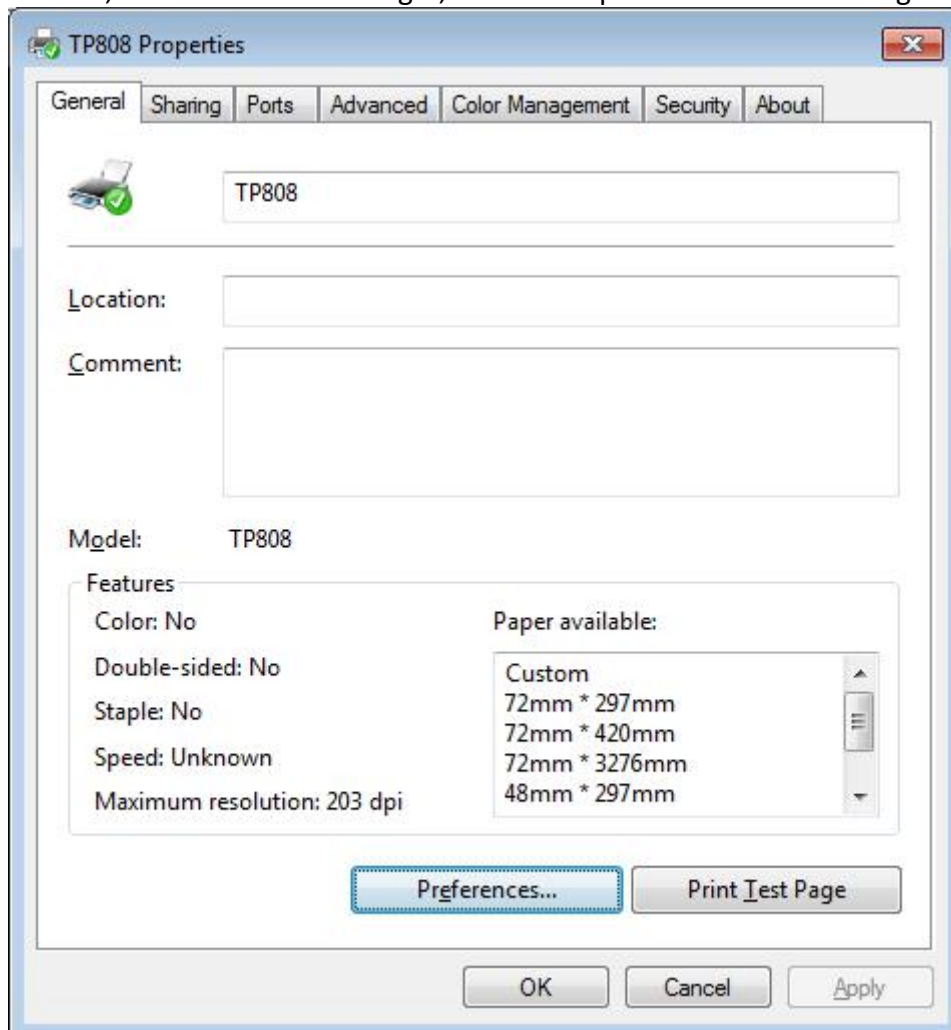 TP808 Properties
General Sharing Ports Advanced Color Management Security About
TP808
Location:
Comment:
Model: TP808
Features
Color: No
Double-sided: No
Staple: No
Speed: Unknown
Maximum resolution: 203 dpi
Paper available:
Custom
72mm * 297mm
72mm * 420mm
72mm * 3276mm
48mm * 297mm
Preferences... Print Test Page
OK Cancel Apply